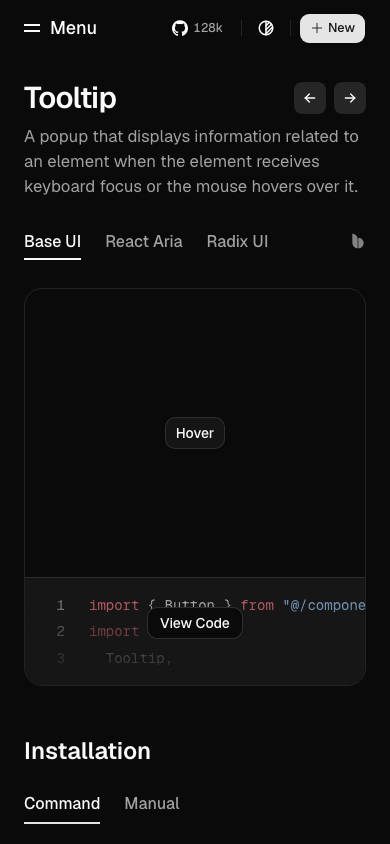 Menu
128k
New
Tooltip
A popup that displays information related to
an element when the element receives
keyboard focus or the mouse hovers over it.
Base UI
React Aria
Radix UI
Hover
1 import { Button } from "@/compone
2 import
View Code
3 Tooltip,
Installation
Command
Manual